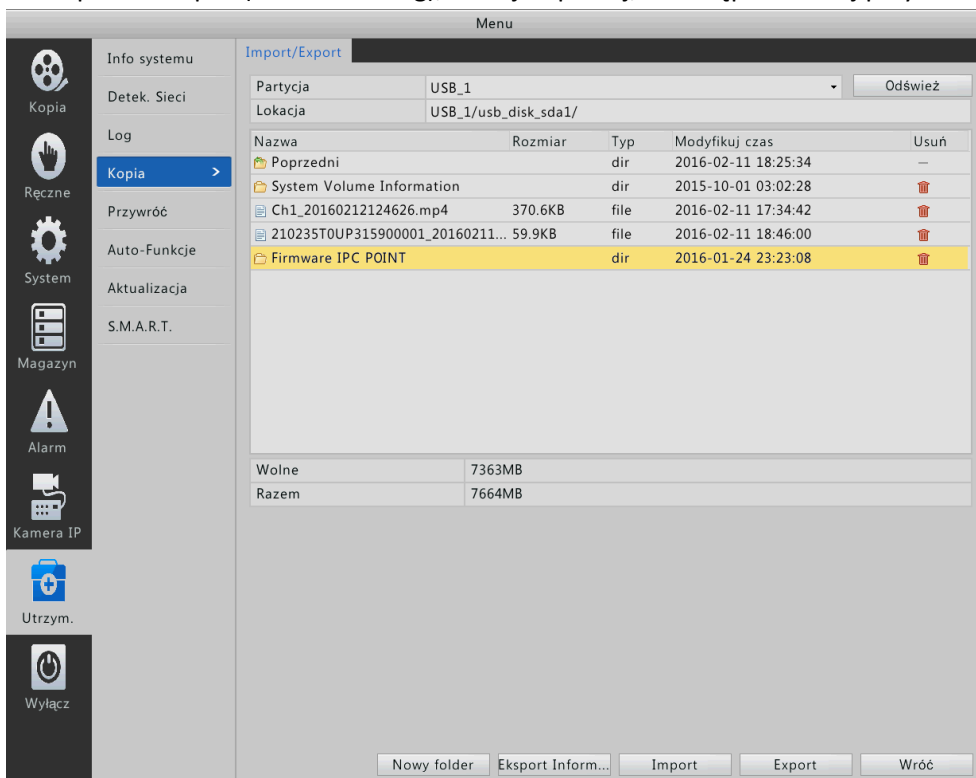 Menu
Kopia
Ręczne
System
Magazyn
Alarm
Kamera IP
Utrzym.
Wyłącz
Info systemu
Detek. Sieci
Log
Kopia >
Przywróć
Auto-Funkcje
Aktualizacja
S.M.A.R.T.
Import/Export
Partycja USB_1 Odśwież
Lokacja USB_1/usb_disk_sda1/
Nazwa Rozmiar Typ Modyfikuj czas Usuń
Poprzedni dir 2016-02-11 18:25:34 —
System Volume Information dir 2015-10-01 03:02:28
Ch1_20160212124626.mp4 370.6KB file 2016-02-11 17:34:42
210235T0UP315900001_20160211... 59.9KB file 2016-02-11 18:46:00
Firmware IPC POINT dir 2016-01-24 23:23:08
Wolne 7363MB
Razem 7664MB
Nowy folder Eksport Inform... Import Export Wróć